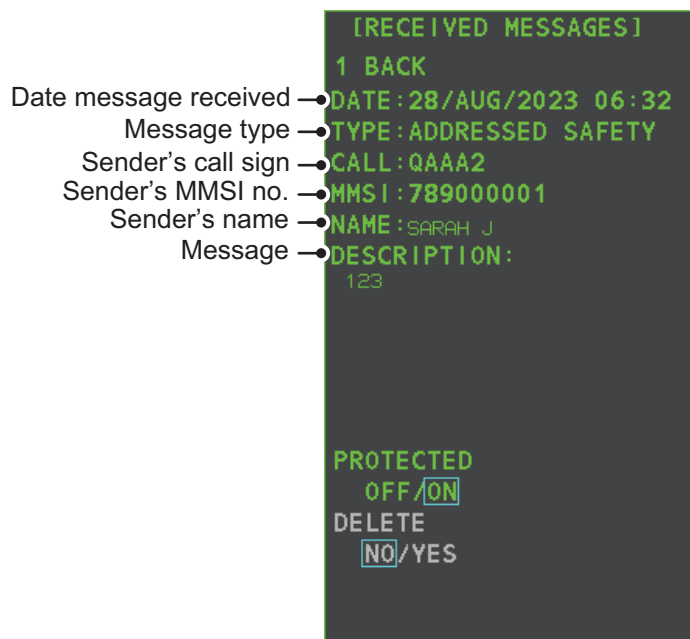 [RECEIVED MESSAGES]
1 BACK
Date message received DATE:28/AUG/2023 06:32
Message type TYPE:ADDRESSED SAFETY
Sender’s call sign CALL:QAAA2
Sender’s MMSI no. MMSI:789000001
Sender’s name NAME:SARAH J
Message DESCRIPTION:
123
PROTECTED
OFF/ON
DELETE
NO/YES